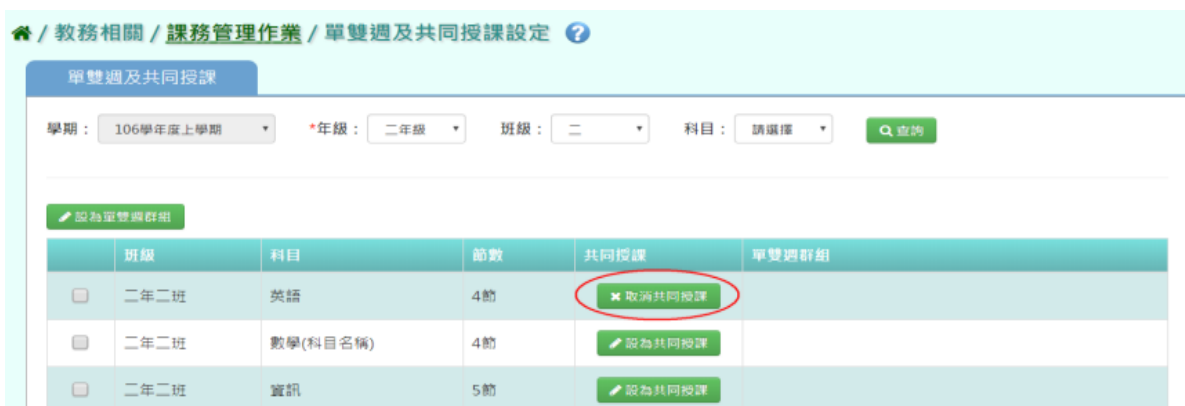 / 教務相關 / 課務管理作業 / 單雙週及共同授課設定 ?
單雙週及共同授課
學期： 106學年度上學期 *年級： 二年級 班級： 二 科目： 請選擇 查詢
設為單雙週群組
班級 科目 節數 共同授課 單雙週群組
二年二班 英語 4節 取消共同授課
二年二班 數學(科目名稱) 4節 設為共同授課
二年二班 資訊 5節 設為共同授課